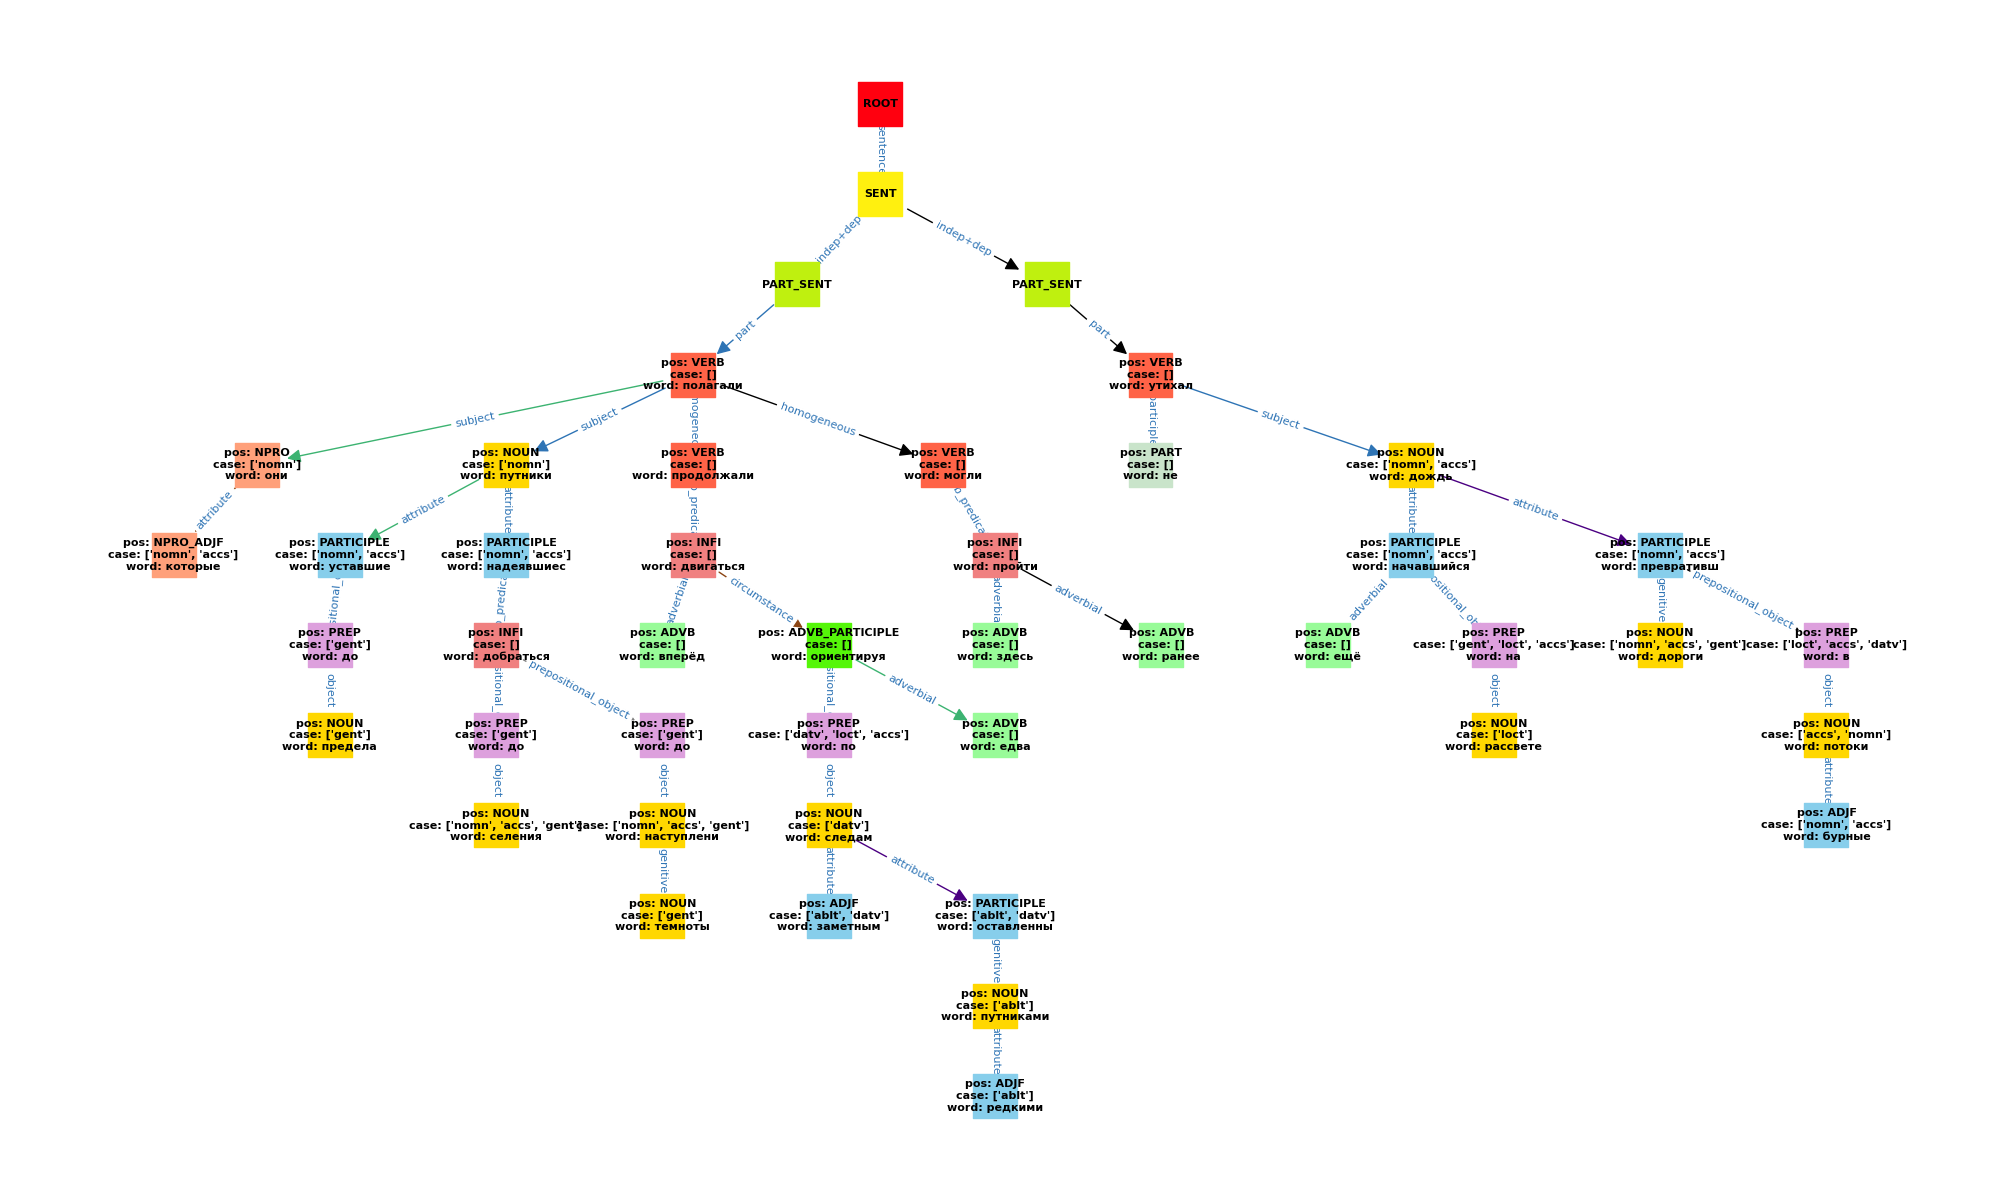 ROOT
sentence
SENT
indep+dep
indep+dep
PART_SENT
PART_SENT
part
part
pos: VERB
case: []
word: полагали
pos: VERB
case: []
word: утихал
subject
subject
homogeneous
participle
subject
pos: NPRO
case: ['nomn']
word: они
pos: NOUN
case: ['nomn']
word: путники
pos: VERB
case: []
word: продолжали
pos: VERB
case: []
word: могли
pos: PART
case: []
word: не
pos: NOUN
case: ['nomn', 'accs']
word: дождь
attribute
attribute
attribute
attribute
attribute
pos: NPRO_ADJF
case: ['nomn', 'accs']
word: которые
pos: PARTICIPLE
case: ['nomn', 'accs']
word: уставшие
pos: PARTICIPLE
case: ['nomn', 'accs']
word: надеявшиес
pos: INFI
case: []
word: двигаться
pos: INFI
case: []
word: пройти
pos: PARTICIPLE
case: ['nomn', 'accs']
word: начавшийся
pos: PARTICIPLE
case: ['nomn', 'accs']
word: превративш
adverbial
circumstance
adverbia
adverbial
adverbial
genitive
prepositional_object
pos: PREP
case: ['gent']
word: до
pos: INFI
case: []
word: добраться
pos: ADVB
case: []
word: вперёд
pos: ADVB_PARTICIPLE
case: []
word: ориентируя
pos: ADVB
case: []
word: здесь
pos: ADVB
case: []
word: ранее
pos: ADVB
case: []
word: ещё
pos: PREP
case: ['gent', 'loct', 'accs']
word: на
pos: NOUN
case: ['nomn', 'accs', 'gent']
word: дороги
pos: PREP
case: ['loct', 'accs', 'datv']
word: в
object
prepositional_object
adverbial
object
object
pos: NOUN
case: ['gent']
word: предела
pos: PREP
case: ['gent']
word: до
pos: PREP
case: ['gent']
word: до
pos: PREP
case: ['datv', 'loct', 'accs']
word: по
pos: ADVB
case: []
word: едва
pos: NOUN
case: ['loct']
word: рассвете
pos: NOUN
case: ['accs', 'nomn']
word: потоки
object
object
object
attribute
pos: NOUN
case: ['nomn', 'accs', 'gent']
word: селения
pos: NOUN
case: ['nomn', 'accs', 'gent']
word: наступлени
pos: NOUN
case: ['datv']
word: следам
pos: ADJF
case: ['nomn', 'accs']
word: бурные
genitive
attribute
attribute
pos: NOUN
case: ['gent']
word: темноты
pos: ADJF
case: ['ablt', 'datv']
word: заметным
pos: PARTICIPLE
case: ['ablt', 'datv']
word: оставленны
genitive
pos: NOUN
case: ['ablt']
word: путниками
attribute
pos: ADJF
case: ['ablt']
word: редкими